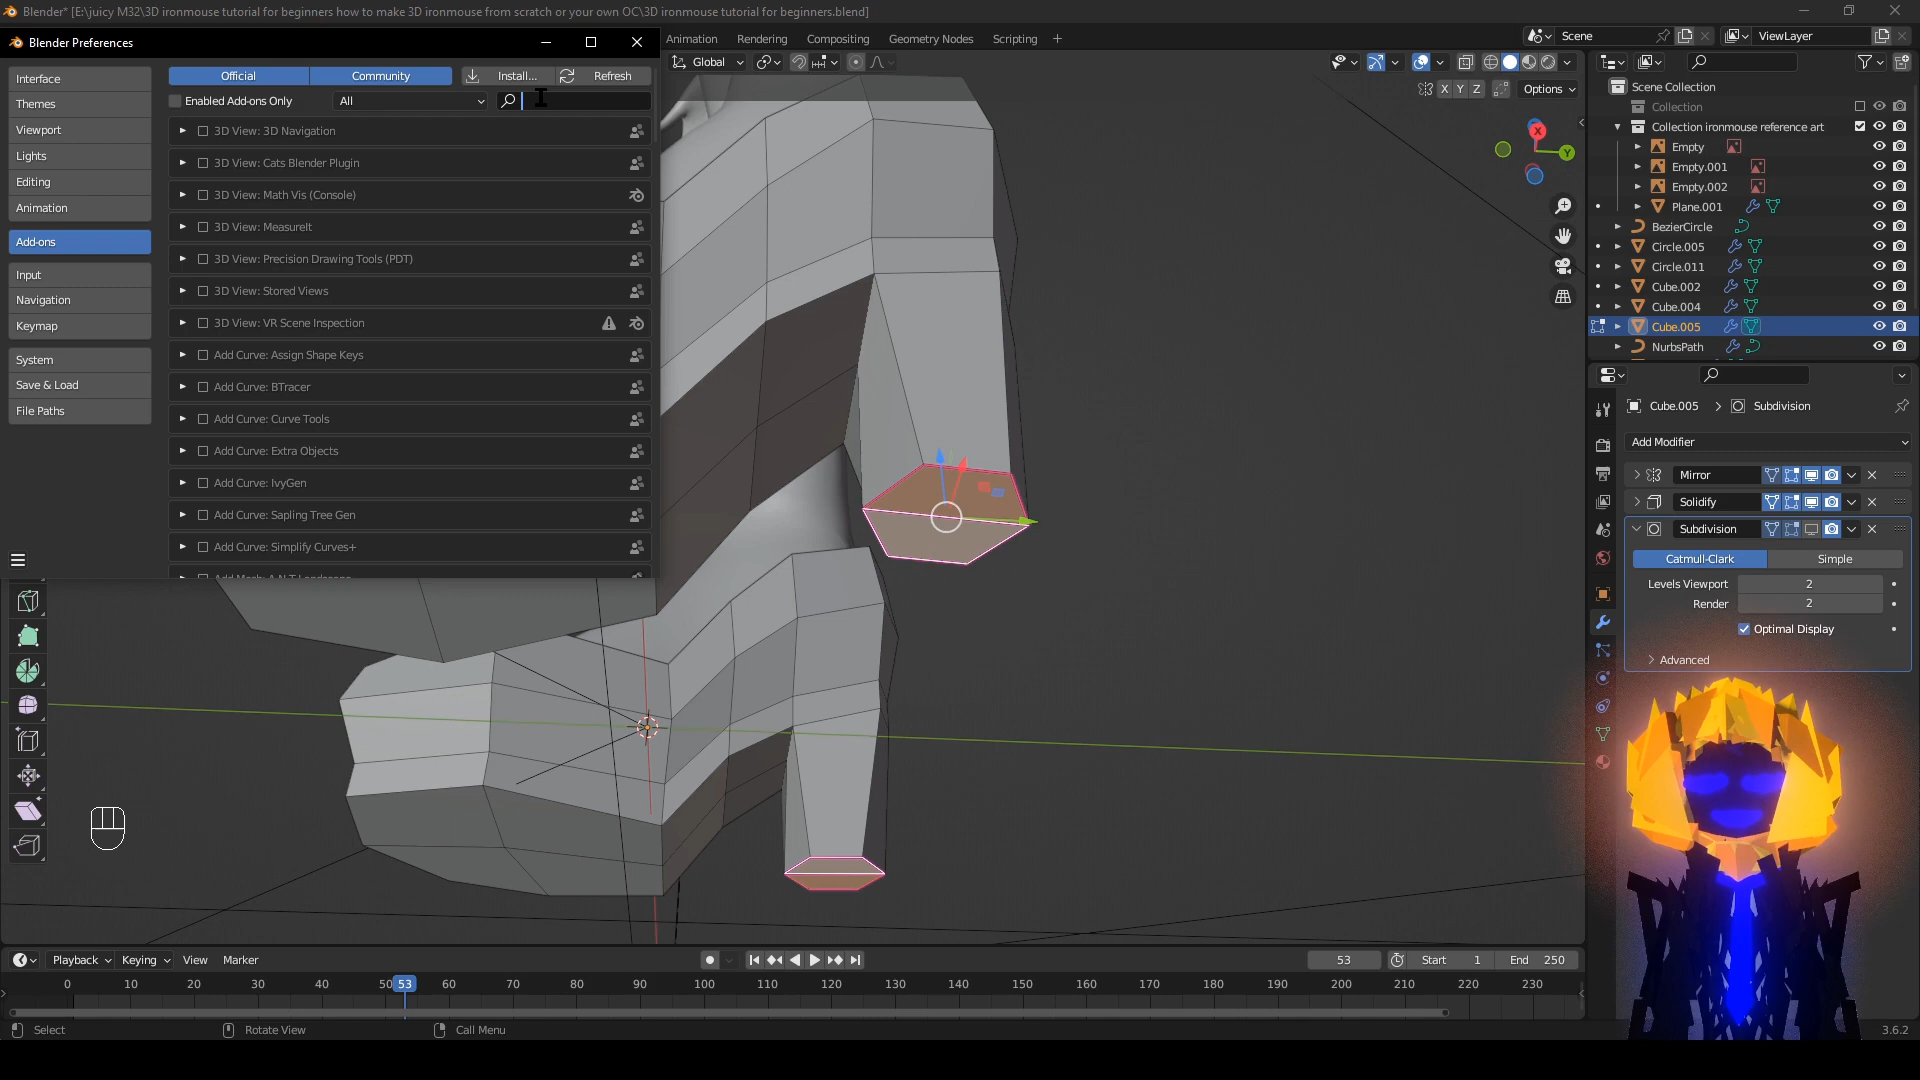 Blender* [E:\juicy M32\3D ironmouse tutorial for beginners how to make 3D ironmouse from scratch or your own OC\3D ironmouse tutorial for beginners.blend]
Blender Preferences
Animation Rendering Compositing Geometry Nodes Scripting +
Scene ViewLayer
Interface
Themes
Viewport
Lights
Editing
Animation
Add-ons
Input
Navigation
Keymap
System
Save & Load
File Paths
Official Community Install... Refresh
Enabled Add-ons Only All
3D View: 3D Navigation
3D View: Cats Blender Plugin
3D View: Math Vis (Console)
3D View: MeasureIt
3D View: Precision Drawing Tools (PDT)
3D View: Stored Views
3D View: VR Scene Inspection
Add Curve: Assign Shape Keys
Add Curve: BTracer
Add Curve: Curve Tools
Add Curve: Extra Objects
Add Curve: IvyGen
Add Curve: Sapling Tree Gen
Add Curve: Simplify Curves+
Global
X Y Z Options
X
Y
Scene Collection
Collection
Collection ironmouse reference art
Empty
Empty.001
Empty.002
Plane.001
BezierCircle
Circle.005
Circle.011
Cube.002
Cube.004
Cube.005
NurbsPath
Cube.005 > Subdivision
Add Modifier
Mirror
Solidify
Subdivision
Catmull-Clark Simple
Levels Viewport 2
Render 2
Optimal Display
Advanced
Playback Keying View Marker
53 Start 1 End 250
0 10 20 30 40 50 53 60 70 80 90 100 110 120 130 140 150 160 170 180 190 200 210 220 230
Select Rotate View Call Menu
3.6.2